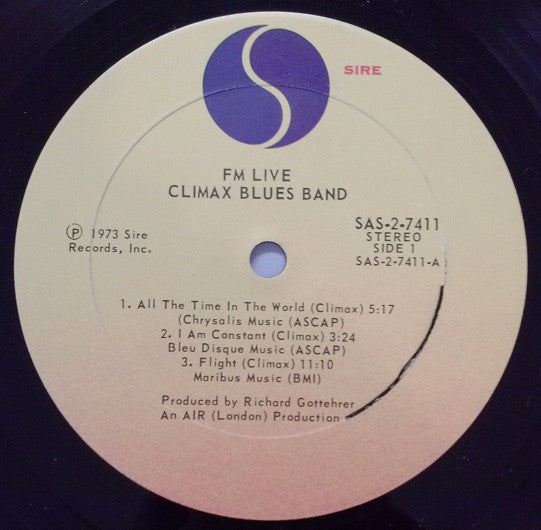 SIRE
FM LIVE
CLIMAX BLUES BAND
℗ 1973 Sire
Records, Inc.
SAS-2-7411
STEREO
SIDE 1
SAS-2-7411-A
1. All The Time In The World (Climax) 5:17
(Chrysalis Music (ASCAP)
2. I Am Constant (Climax) 3:24
Bleu Disque Music (ASCAP)
3. Flight (Climax) 11:10
Maribus Music (BMI)
Produced by Richard Gottehrer
An AIR (London) Production